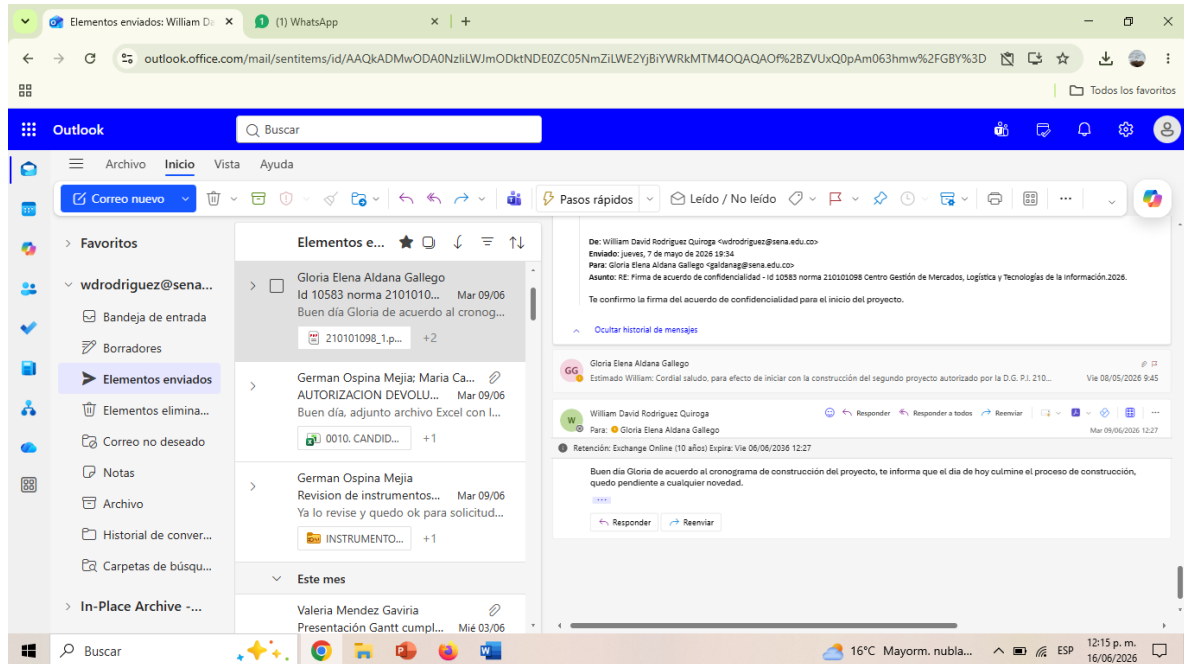 Elementos enviados: William Da
(1) WhatsApp
outlook.office.com/mail/sentitems/id/AAQkADMwODA0NzliLWJmODktNDE0ZC05NmZiLWE2YjBiYWRkMTM4OQAQAOf%2BZVUxQ0pAm063hmw%2FGBY%3D
Todos los favoritos
Outlook
Buscar
Archivo Inicio Vista Ayuda
Correo nuevo
Pasos rápidos
Leído / No leído
Favoritos
wdrodriguez@sena...
Bandeja de entrada
Borradores
Elementos enviados
Elementos elimina...
Correo no deseado
Notas
Archivo
Historial de conver...
Carpetas de búsqu...
In-Place Archive -...
Elementos e...
Gloria Elena Aldana Gallego
Id 10583 norma 2101010... Mar 09/06
Buen día Gloria de acuerdo al cronog...
210101098_1.p... +2
German Ospina Mejia; Maria Ca...
AUTORIZACION DEVOLU... Mar 09/06
Buen día, adjunto archivo Excel con l...
0010. CANDID... +1
German Ospina Mejia
Revision de instrumentos... Mar 09/06
Ya lo revise y quedo ok para solicitud...
INSTRUMENTO... +1
Este mes
Valeria Mendez Gaviria
Presentación Gantt cumpl... Mié 03/06
De: William David Rodriguez Quiroga <wdrodriguez@sena.edu.co>
Enviado: jueves, 7 de mayo de 2026 19:34
Para: Gloria Elena Aldana Gallego <galdanag@sena.edu.co>
Asunto: RE: Firma de acuerdo de confidencialidad - Id 10583 norma 210101098 Centro Gestión de Mercados, Logística y Tecnologías de la Información.2026.
Te confirmo la firma del acuerdo de confidencialidad para el inicio del proyecto.
Ocultar historial de mensajes
GG
Gloria Elena Aldana Gallego
Estimado William: Cordial saludo, para efecto de iniciar con la construcción del segundo proyecto autorizado por la D.G. P.I. 210... Vie 08/05/2026 9:45
W
William David Rodriguez Quiroga
Responder Responder a todos Reenviar
Para: Gloria Elena Aldana Gallego
Mar 09/06/2026 12:27
Retención: Exchange Online (10 años) Expira: Vie 06/06/2036 12:27
Buen dia Gloria de acuerdo al cronograma de construcción del proyecto, te informa que el dia de hoy culmine el proceso de construcción,
quedo pendiente a cualquier novedad.
Responder Reenviar
Buscar
16°C Mayorm. nubla...
ESP
12:15 p. m.
16/06/2026